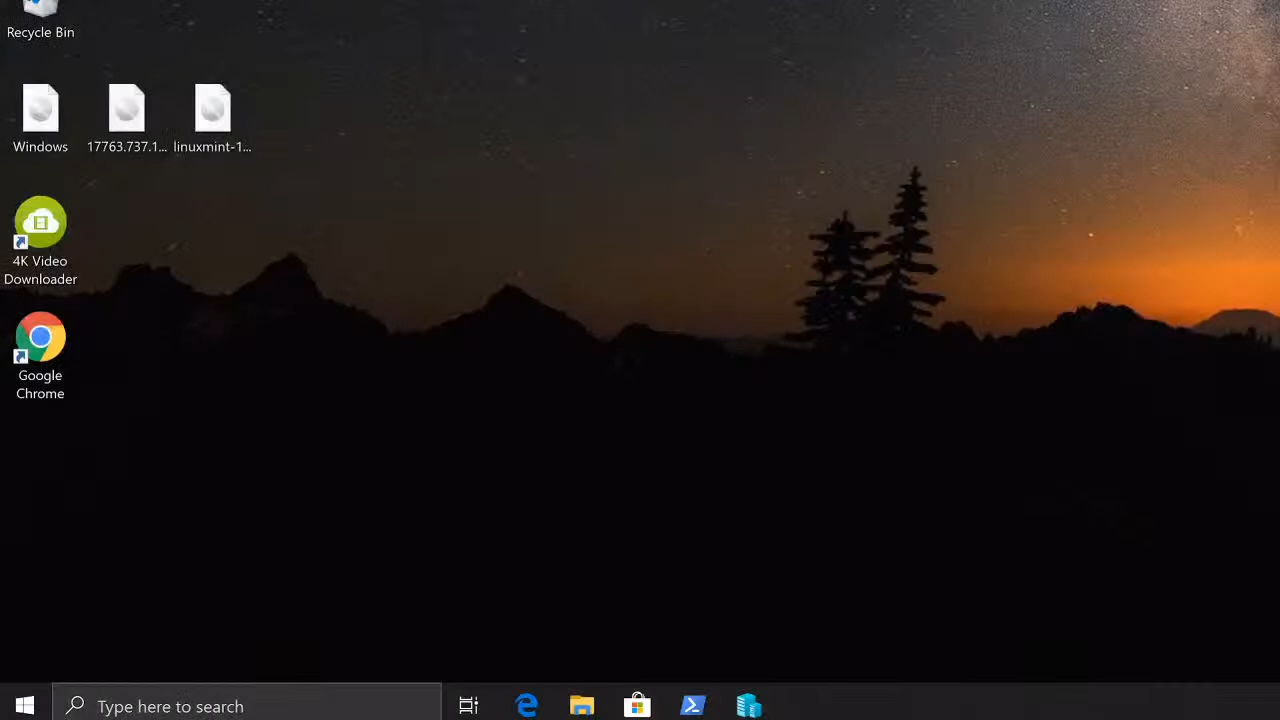 Recycle Bin
Windows
17763.737.1...
linuxmint-1...
4K Video
Downloader
Google
Chrome
Type here to search